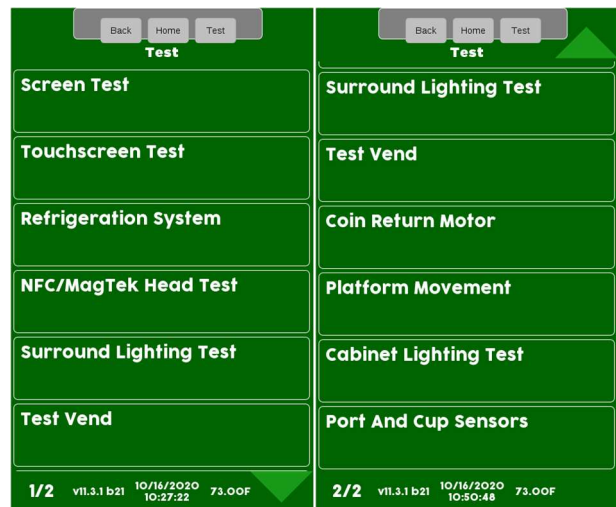 Back Home Test
Test
Screen Test
Touchscreen Test
Refrigeration System
NFC/MagTek Head Test
Surround Lighting Test
Test Vend
1/2 v11.3.1 b21 10/16/2020 10:27:22 73.00F
Back Home Test
Test
Surround Lighting Test
Test Vend
Coin Return Motor
Platform Movement
Cabinet Lighting Test
Port And Cup Sensors
2/2 v11.3.1 b21 10/16/2020 10:50:48 73.00F